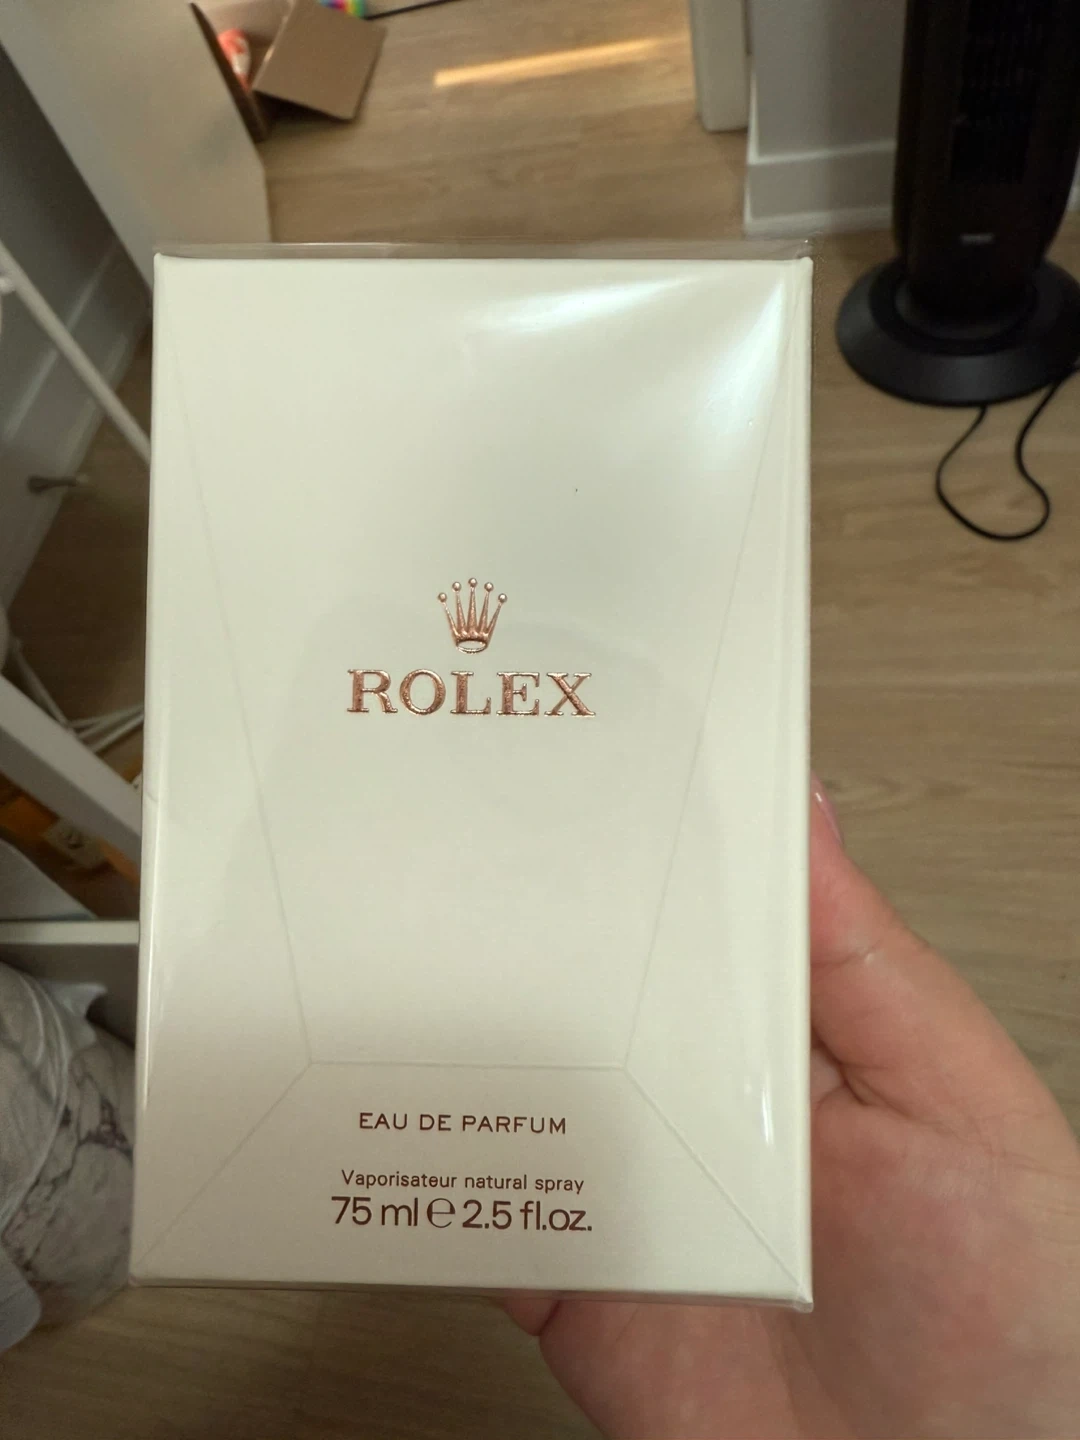 ROLEX
EAU DE PARFUM
Vaporisateur natural spray
75 ml ℮ 2.5 fl.oz.